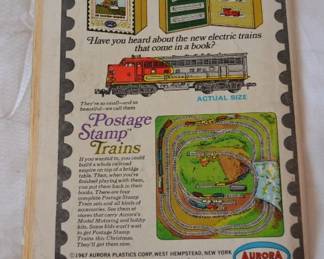 Have you heard about the new electric trains
that come in a book?
They're so small—and so
beautiful—we call them
ACTUAL SIZE
Postage
Stamp
Trains
If you wanted to, you could
build a whole railroad
empire on top of a bridge
table. Then, when you're
finished playing with them,
you put them back in their
books. There are four
complete Postage Stamp
Train sets and all kinds of
accessories. See them at
stores that carry Aurora's
Model Motoring and hobby
kits. Some kids won't wait
to get Postage Stamp
Trains this Christmas.
They'll get them now.
©1967 AURORA PLASTICS CORP. WEST HEMPSTEAD, NEW YORK
AURORA